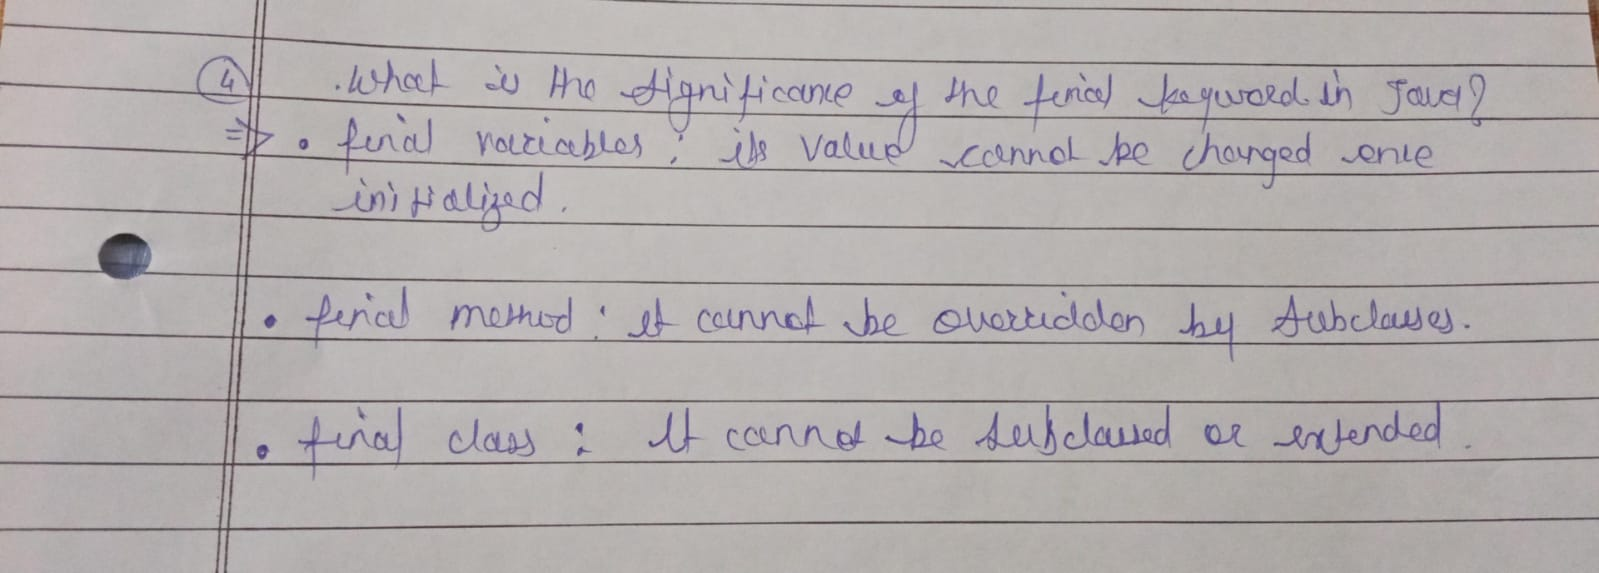 4 .What is the significance of the final keyword in Java?
⇒ • final variables : its value cannot be changed once
initialized.
• final method : it cannot be overridden by subclasses.
• final class : It cannot be subclassed or extended.